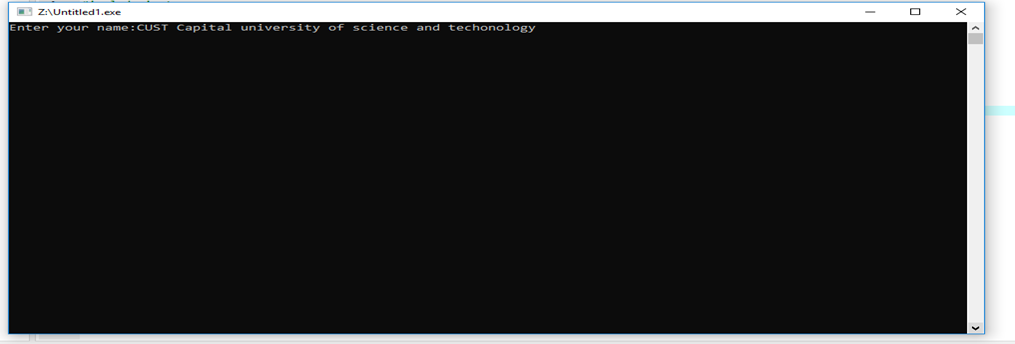 Z:\Untitled1.exe
Enter your name:CUST Capital university of science and techonology